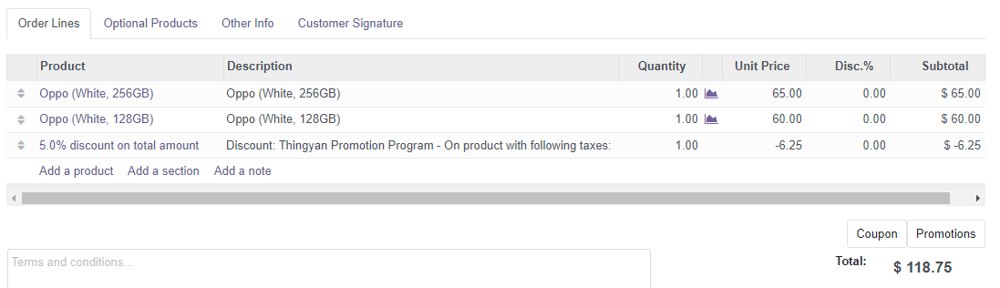 Order Lines Optional Products Other Info Customer Signature
Product Description Quantity Unit Price Disc.% Subtotal
Oppo (White, 256GB) Oppo (White, 256GB) 1.00 65.00 0.00 $ 65.00
Oppo (White, 128GB) Oppo (White, 128GB) 1.00 60.00 0.00 $ 60.00
5.0% discount on total amount Discount: Thingyan Promotion Program - On product with following taxes: 1.00 -6.25 0.00 $ -6.25
Add a product Add a section Add a note
Coupon Promotions
Terms and conditions...
Total: $ 118.75